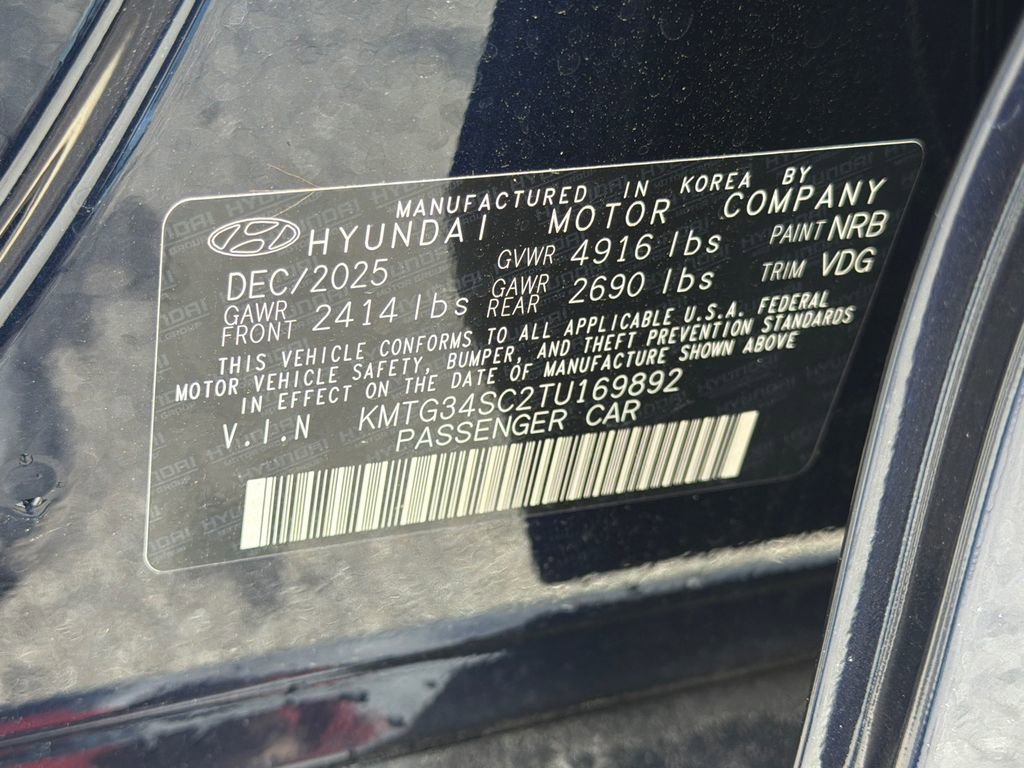 MANUFACTURED IN KOREA BY
HYUNDAI MOTOR COMPANY
DEC/2025 GVWR 4916 lbs PAINT NRB
GAWR FRONT 2414 lbs GAWR REAR 2690 lbs TRIM VDG
THIS VEHICLE CONFORMS TO ALL APPLICABLE U.S.A. FEDERAL
MOTOR VEHICLE SAFETY, BUMPER, AND THEFT PREVENTION STANDARDS
IN EFFECT ON THE DATE OF MANUFACTURE SHOWN ABOVE
V.I.N KMTG34SC2TU169892
PASSENGER CAR